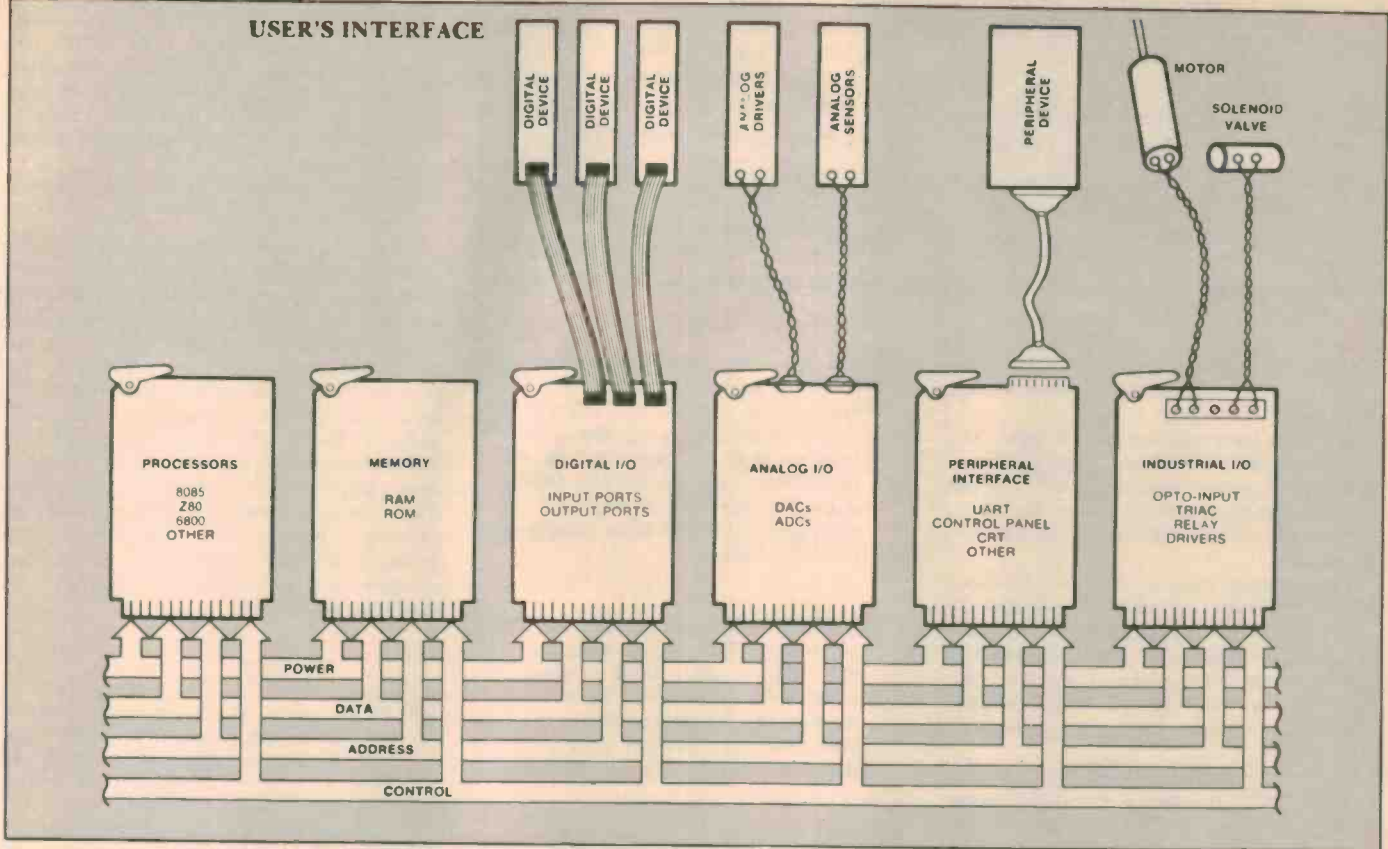 USER'S INTERFACE
DIGITAL
DEVICE
DIGITAL
DEVICE
DIGITAL
DEVICE
DRIVERS
ANALOG
SENSORS
PERIPHERAL
DEVICE
MOTOR
SOLENOID
VALVE
PROCESSORS
8085
Z80
6800
OTHER
MEMORY
RAM
ROM
DIGITAL I/O
INPUT PORTS
OUTPUT PORTS
ANALOG I/O
DACs
ADCs
PERIPHERAL
INTERFACE
UART
CONTROL PANEL
CRT
OTHER
INDUSTRIAL I/O
OPTO-INPUT
TRIAC
RELAY
DRIVERS
POWER
DATA
ADDRESS
CONTROL